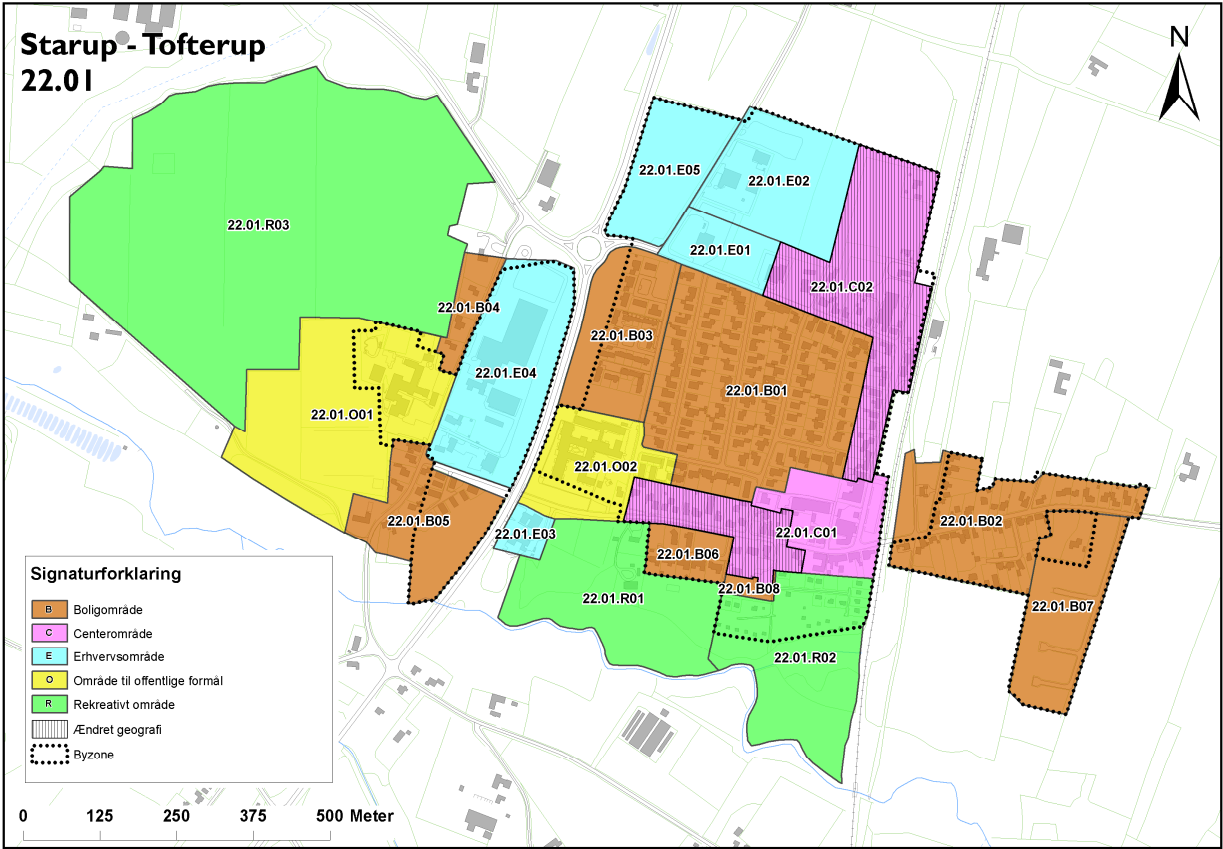 Starup - Tofterup
22.01
N
22.01.E05
22.01.E02
22.01.R03
22.01.E01
22.01.C02
22.01.B04
22.01.B03
22.01.E04
22.01.B01
22.01.O01
22.01.O02
22.01.B05
22.01.B02
22.01.E03
22.01.C01
22.01.B06
22.01.B08
22.01.R01
22.01.B07
22.01.R02
Signaturforklaring
B Boligområde
C Centerområde
E Erhvervsområde
O Område til offentlige formål
R Rekreativt område
Ændret geografi
Byzone
0 125 250 375 500 Meter